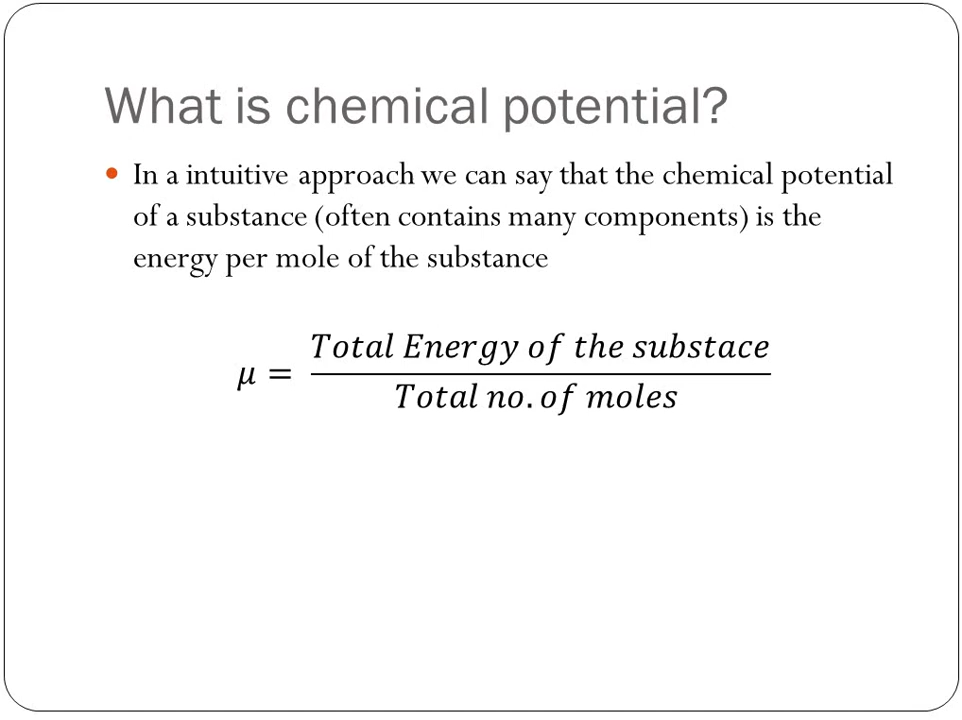 What is chemical potential?
• In a intuitive approach we can say that the chemical potential
of a substance (often contains many components) is the
energy per mole of the substance
Total Energy of the substace
μ =
Total no. of moles